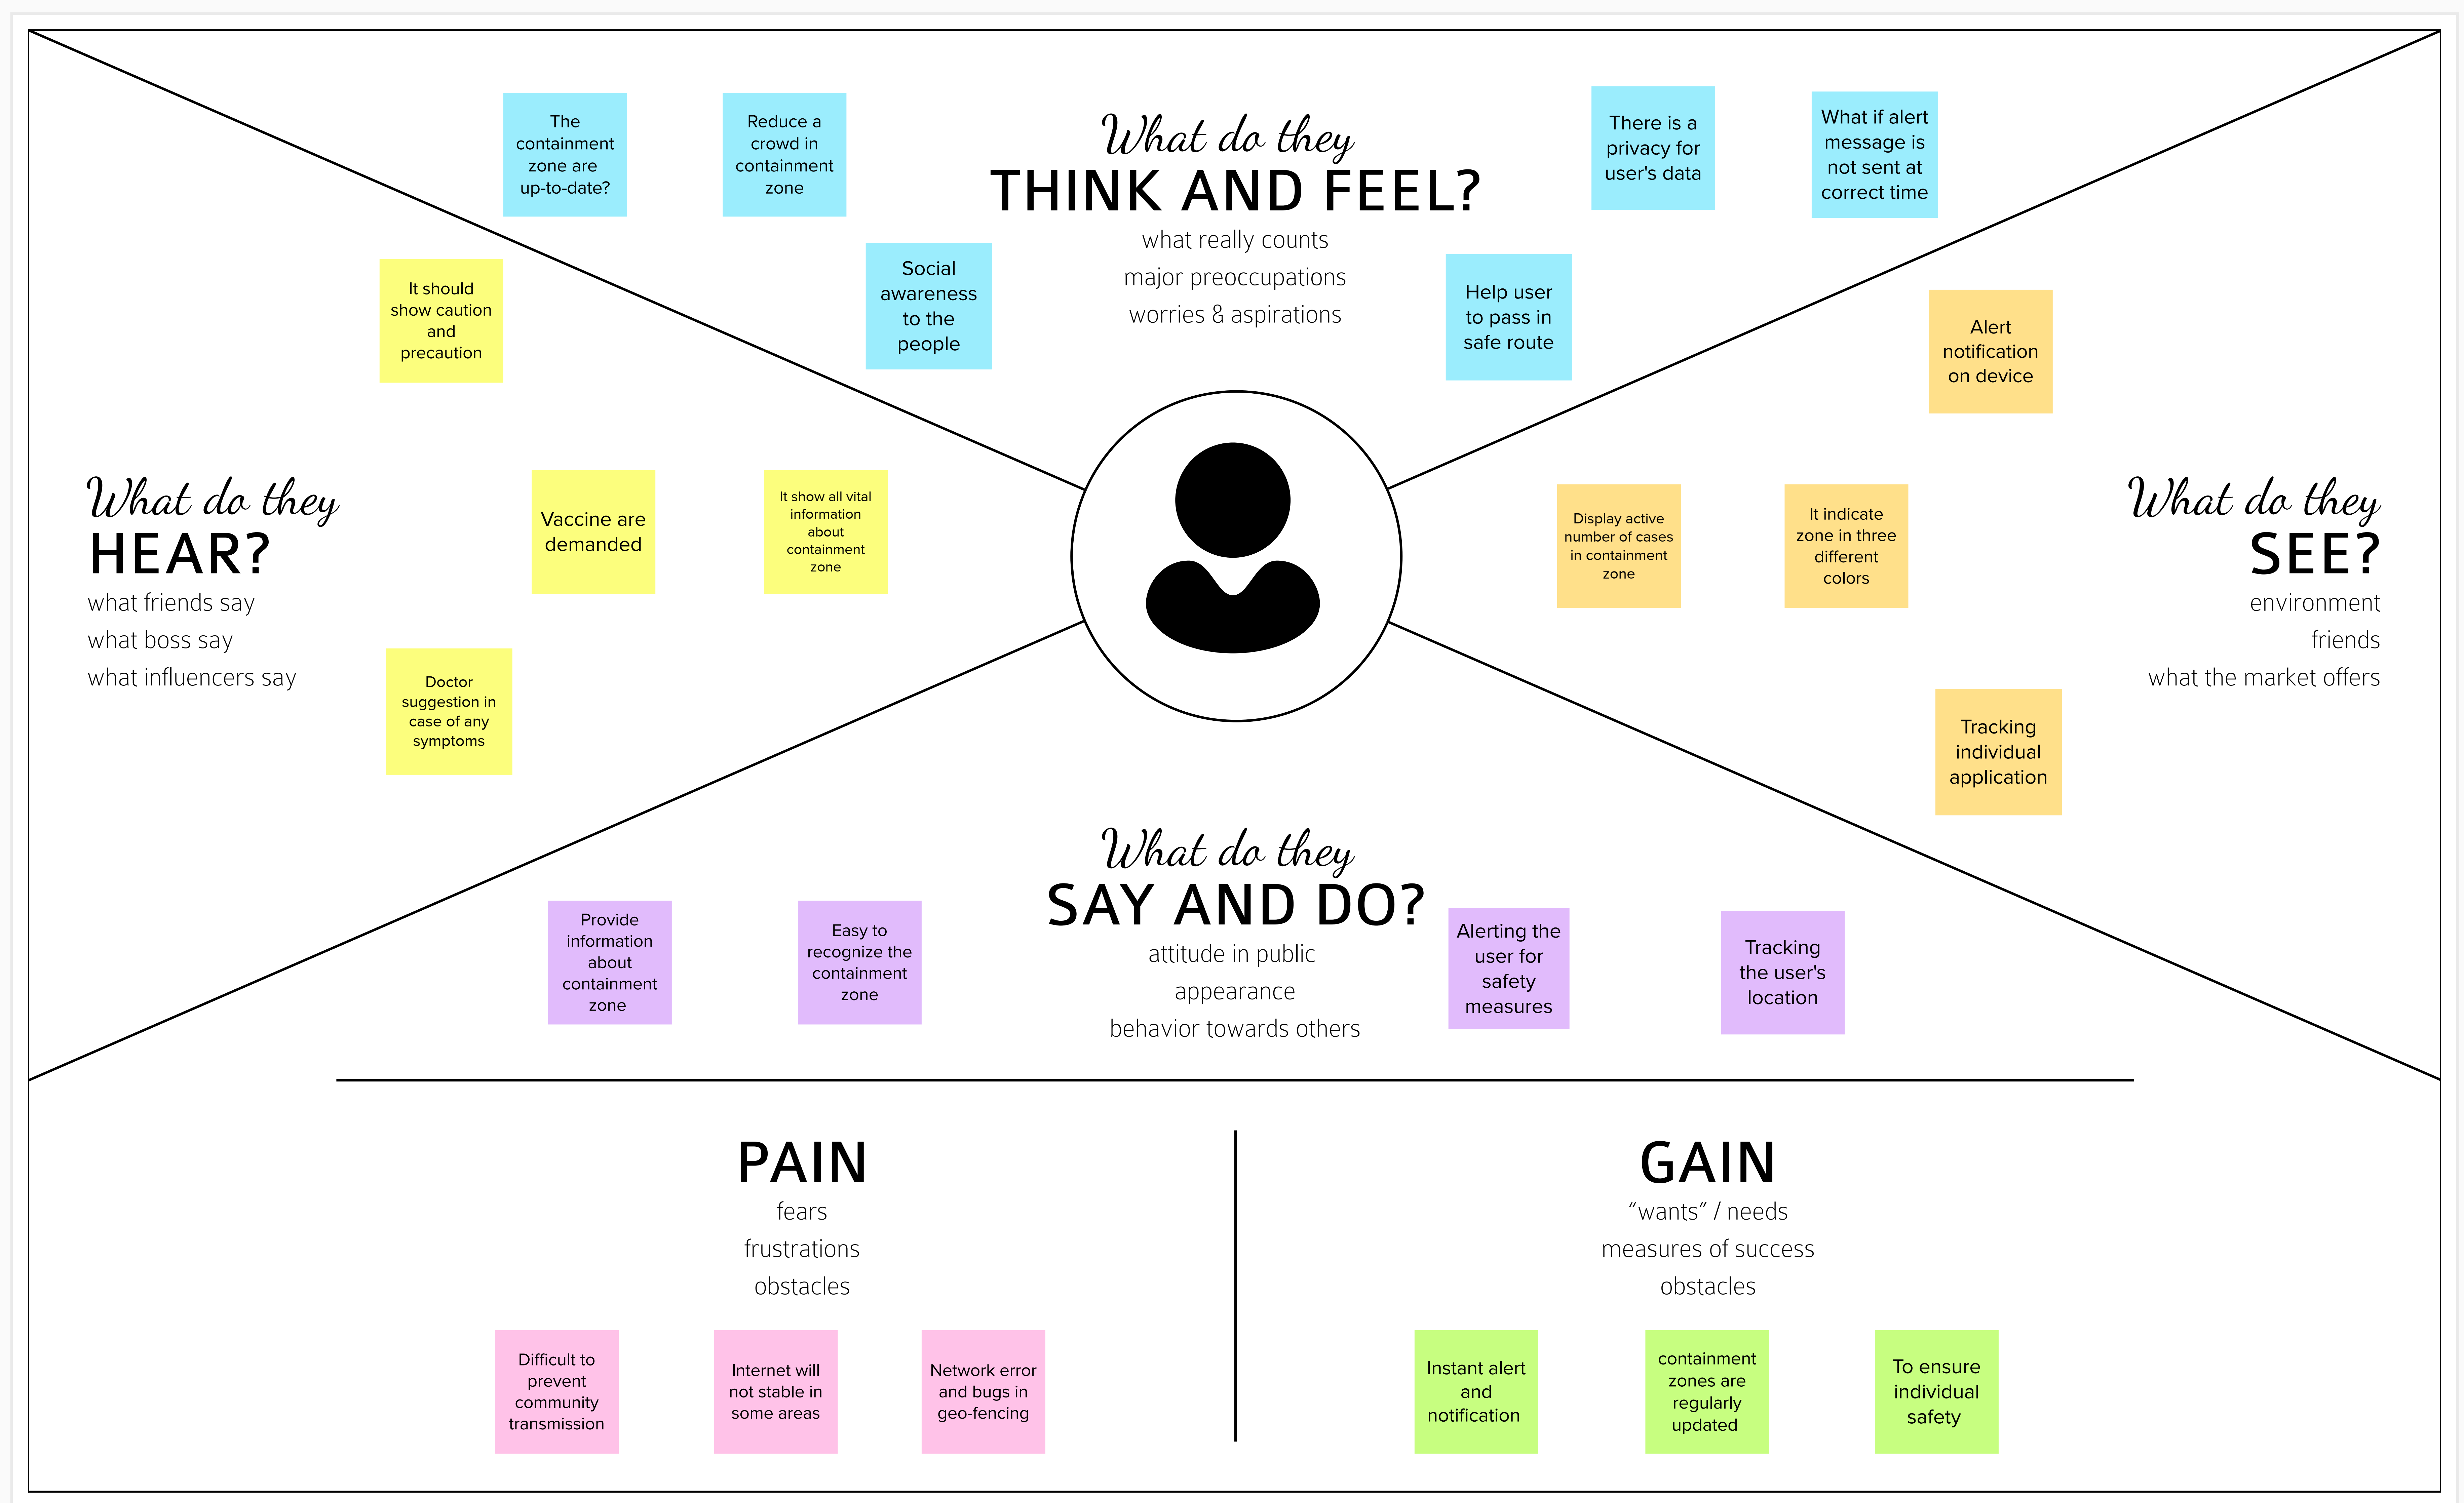 What do they
THINK AND FEEL?
what really counts
major preoccupations
worries & aspirations
The
containment
zone are
up-to-date?
Reduce a
crowd in
containment
zone
Social
awareness
to the
people
There is a
privacy for
user's data
What if alert
message is
not sent at
correct time
Help user
to pass in
safe route
What do they
HEAR?
what friends say
what boss say
what influencers say
It should
show caution
and
precaution
Vaccine are
demanded
It show all vital
information
about
containment
zone
Doctor
suggestion in
case of any
symptoms
What do they
SEE?
environment
friends
what the market offers
Alert
notification
on device
Display active
number of cases
in containment
zone
It indicate
zone in three
different
colors
Tracking
individual
application
What do they
SAY AND DO?
attitude in public
appearance
behavior towards others
Provide
information
about
containment
zone
Easy to
recognize the
containment
zone
Alerting the
user for
safety
measures
Tracking
the user's
location
PAIN
fears
frustrations
obstacles
Difficult to
prevent
community
transmission
Internet will
not stable in
some areas
Network error
and bugs in
geo-fencing
GAIN
“wants” / needs
measures of success
obstacles
Instant alert
and
notification
containment
zones are
regularly
updated
To ensure
individual
safety